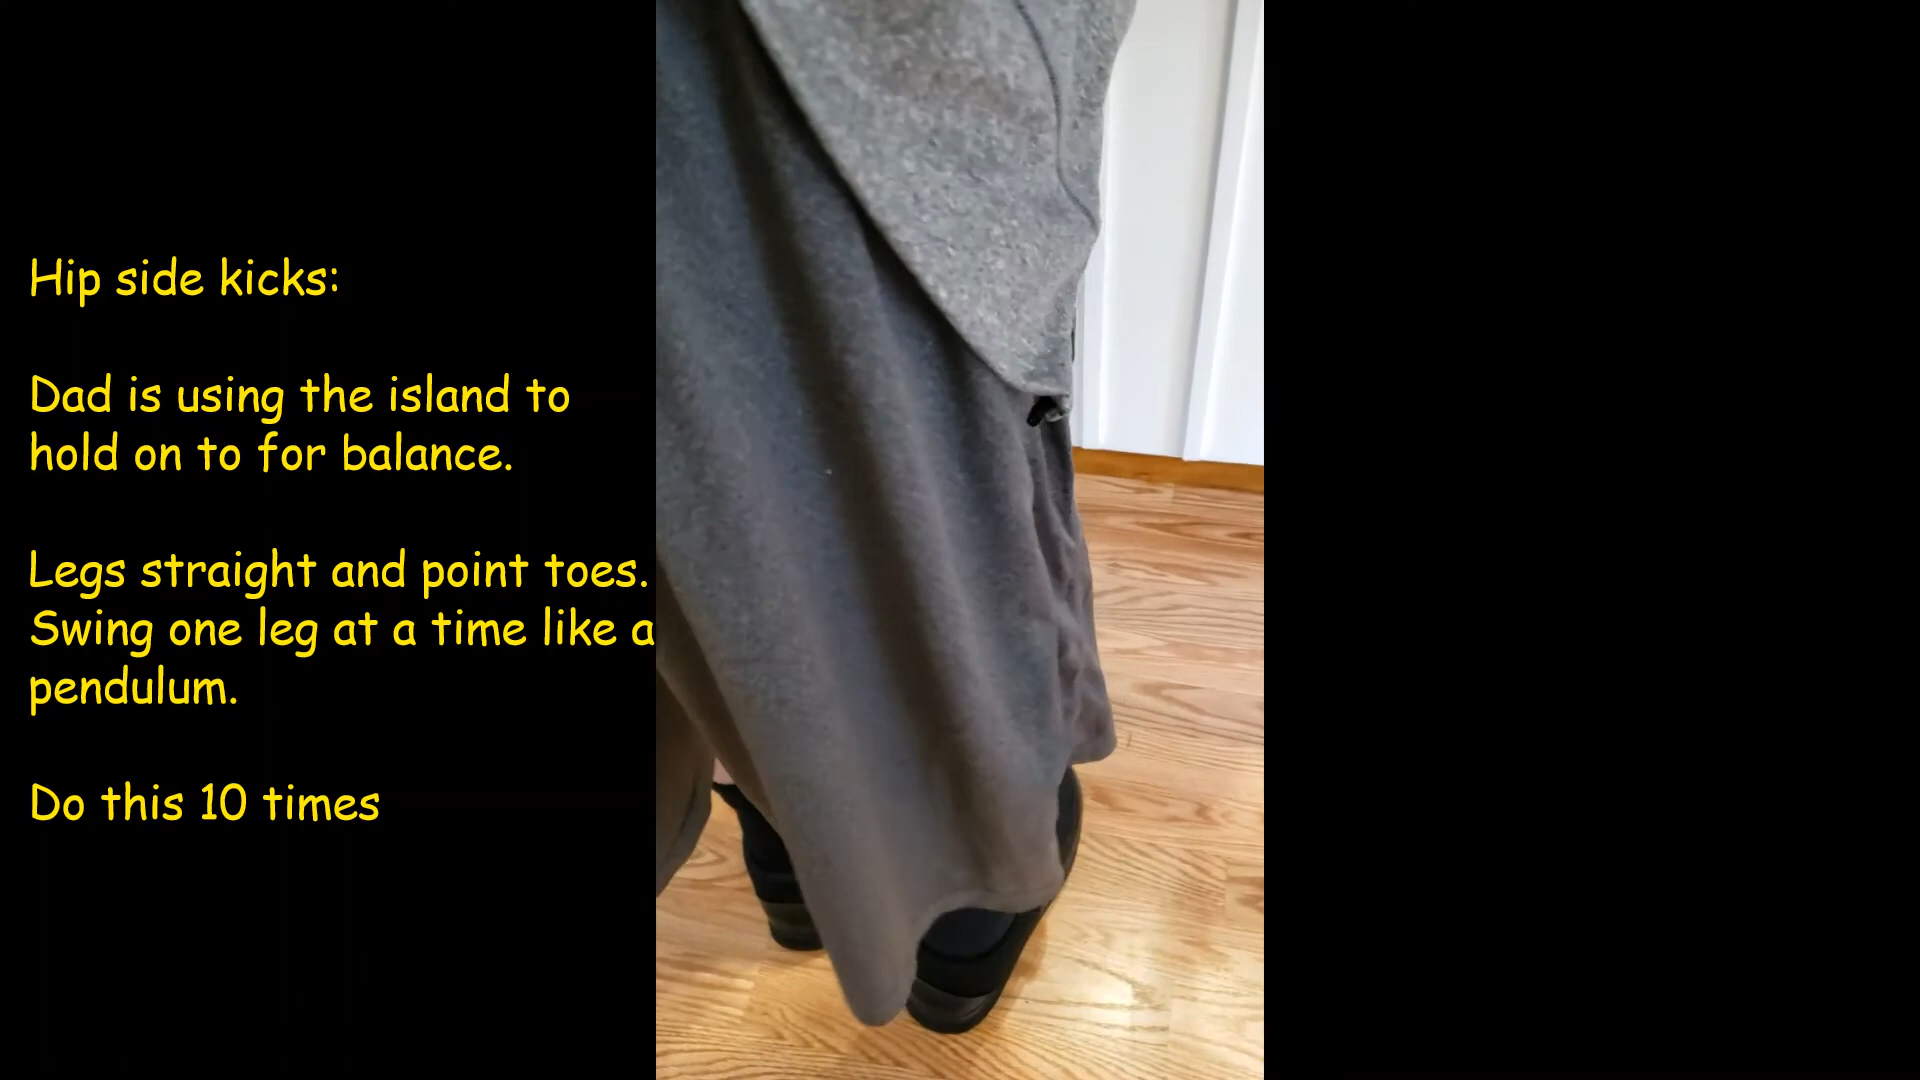 Hip side kicks:
Dad is using the island to
hold on to for balance.
Legs straight and point toes.
Swing one leg at a time like a
pendulum.
Do this 10 times